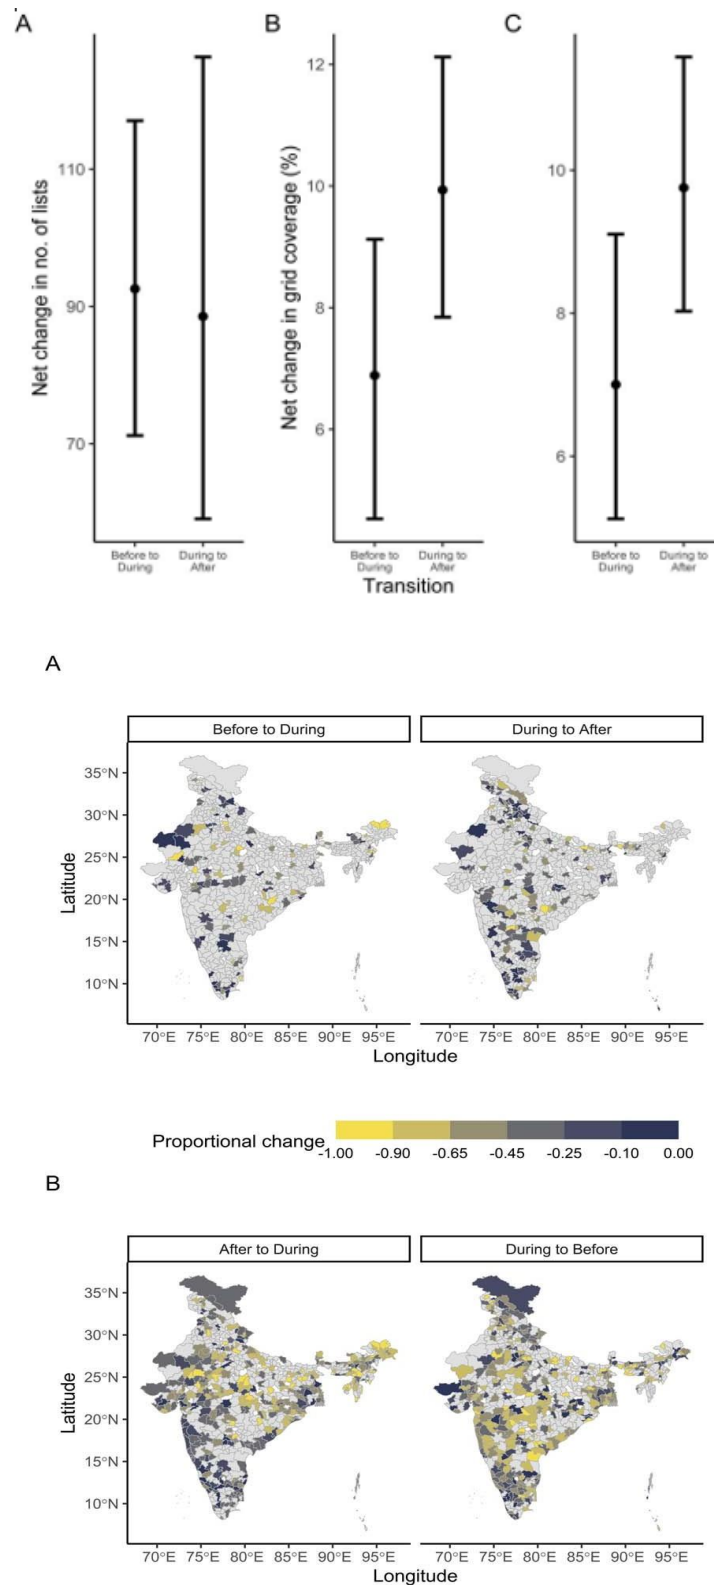 A
B
C
Net change in no. of lists
110
90
70
Before to
During
During to
After
Net change in grid coverage (%)
12
10
8
6
Before to
During
During to
After
10
8
6
Before to
During
During to
After
Transition
A
Before to During
During to After
Latitude
35°N
30°N
25°N
20°N
15°N
10°N
70°E 75°E 80°E 85°E 90°E 95°E
70°E 75°E 80°E 85°E 90°E 95°E
Longitude
Proportional change
-1.00 -0.90 -0.65 -0.45 -0.25 -0.10 0.00
B
After to During
During to Before
Latitude
35°N
30°N
25°N
20°N
15°N
10°N
70°E 75°E 80°E 85°E 90°E 95°E
70°E 75°E 80°E 85°E 90°E 95°E
Longitude